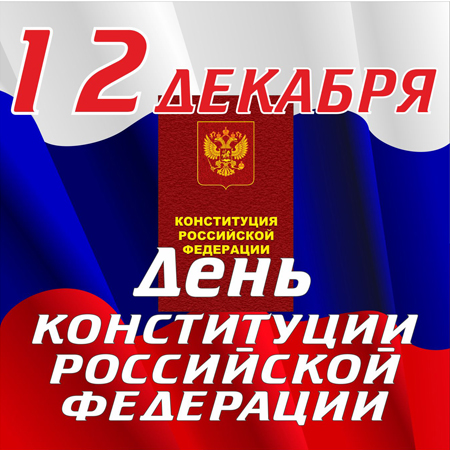 12 ДЕКАБРЯ
КОНСТИТУЦИЯ
РОССИЙСКОЙ
ФЕДЕРАЦИИ
День
КОНСТИТУЦИИ
РОССИЙСКОЙ
ФЕДЕРАЦИИ